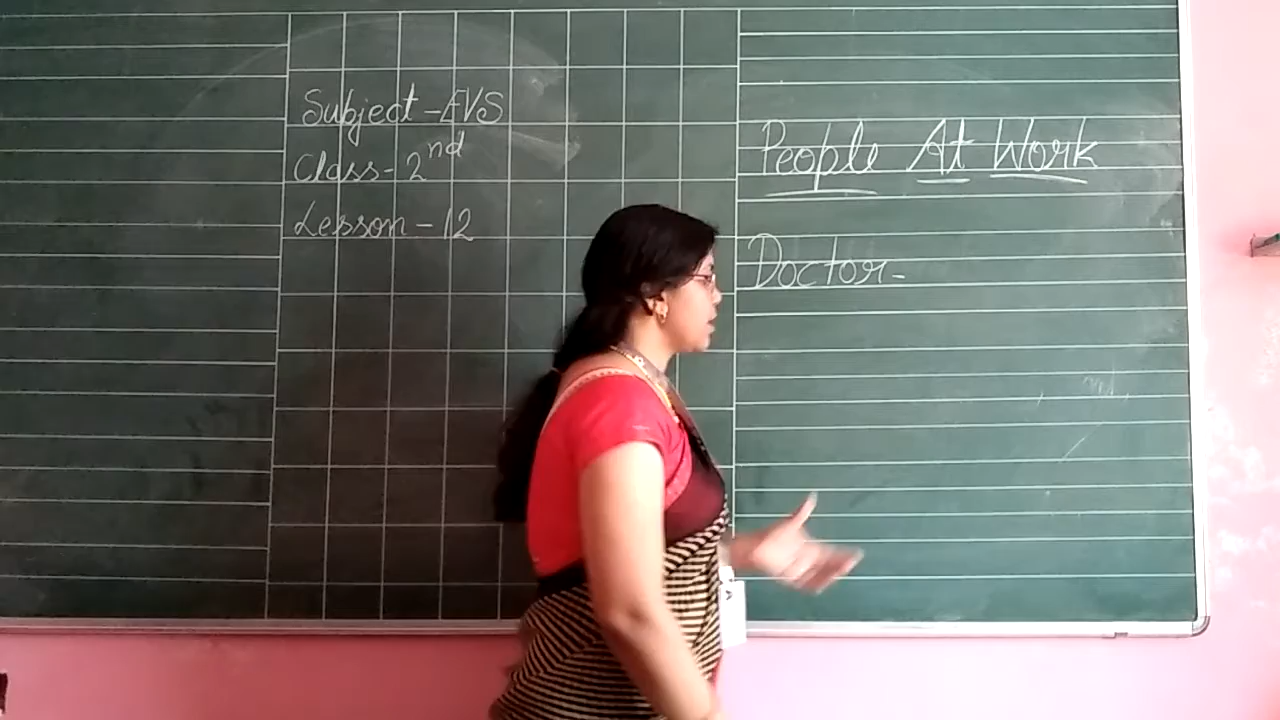 Subject - EVS
Class - 2nd
Lesson - 12
People At Work
Doctor -